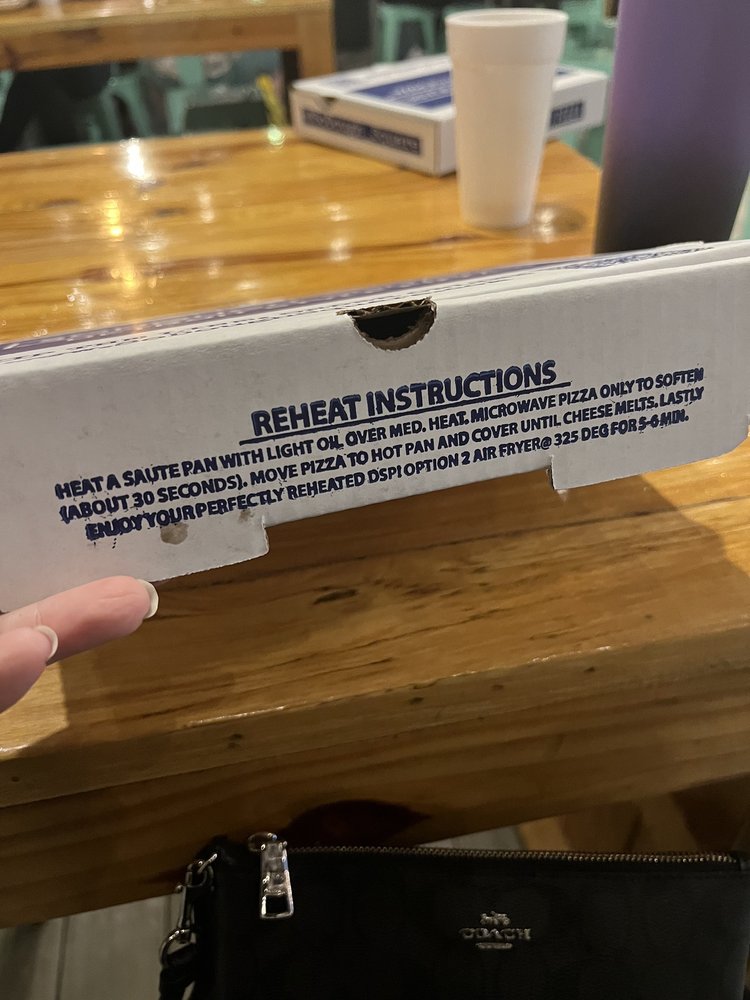 REHEAT INSTRUCTIONS
HEAT A SAUTE PAN WITH LIGHT OIL OVER MED. HEAT. MICROWAVE PIZZA ONLY TO SOFTEN
(ABOUT 30 SECONDS). MOVE PIZZA TO HOT PAN AND COVER UNTIL CHEESE MELTS. LASTLY
ENJOY YOUR PERFECTLY REHEATED DSP! OPTION 2 AIR FRYER@ 325 DEG FOR 5-6 MIN.
COACH